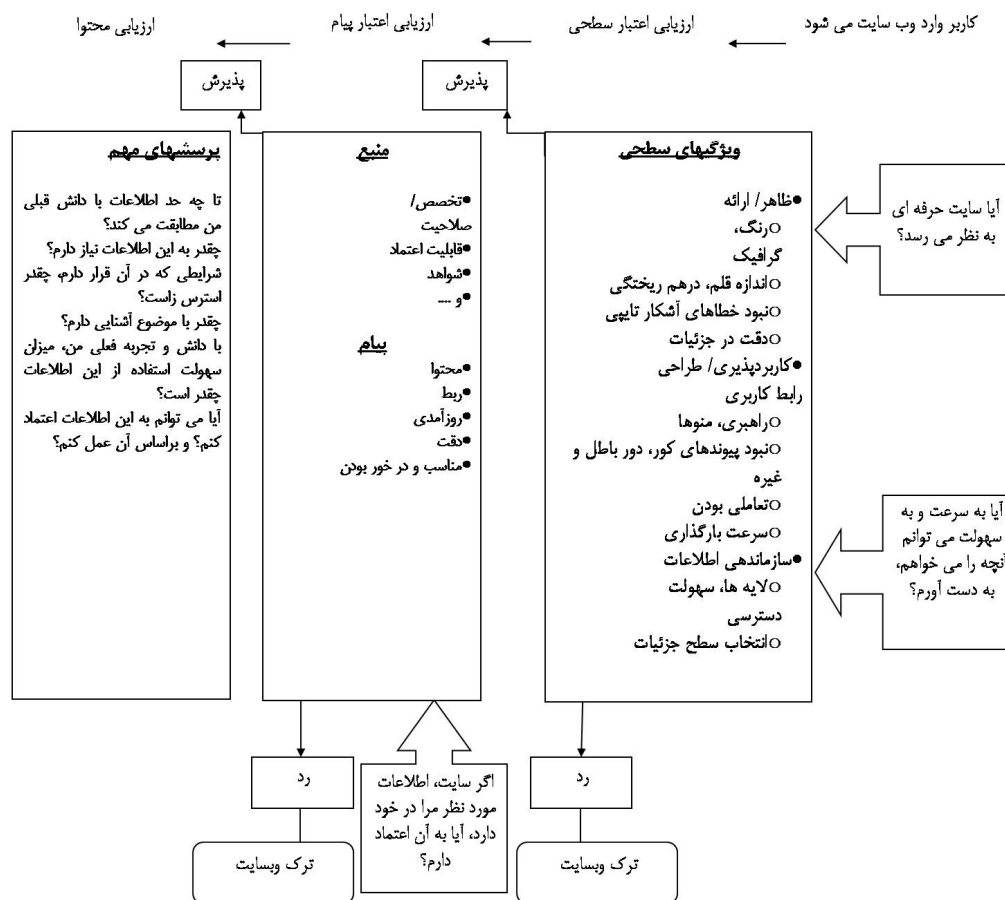 کاربر وارد وب سایت می شود
ارزیابی اعتبار سطحی
ارزیابی اعتبار پیام
ارزیابی محتوا
پذیرش
پذیرش
ویژگیهای سطحی
●ظاهر/ ارائه
○رنگ،
گرافیک
○اندازه قلم، درهم ریختگی
○نبود خطاهای آشکار تایپی
○دقت در جزئیات
●کاربردپذیری/ طراحی
رابط کاربری
○راهبری، منوها
○نبود پیوندهای کور، دور باطل و
غیره
○تعاملی بودن
○سرعت بارگذاری
●سازماندهی اطلاعات
○لایه ها، سهولت
دسترسی
○انتخاب سطح جزئیات
آیا سایت حرفه ای
به نظر می رسد؟
آیا به سرعت و به
سهولت می توانم
آنچه را می خواهم،
به دست آورم؟
منبع
●تخصص/
صلاحیت
●قابلیت اعتماد
●شواهد
●و ....
پیام
●محتوا
●ربط
●روزآمدی
●دقت
●مناسب و در خور بودن
پرسشهای مهم
تا چه حد اطلاعات با دانش قبلی
من مطابقت می کند؟
چقدر به این اطلاعات نیاز دارم؟
شرایطی که در آن قرار دارم، چقدر
استرس زاست؟
چقدر با موضوع آشنایی دارم؟
با دانش و تجربه فعلی من، میزان
سهولت استفاده از این اطلاعات
چقدر است؟
آیا می توانم به این اطلاعات اعتماد
کنم؟ و براساس آن عمل کنم؟
رد
ترک وبسایت
اگر سایت، اطلاعات
مورد نظر مرا در خود
دارد، آیا به آن اعتماد
دارم؟
رد
ترک وبسایت